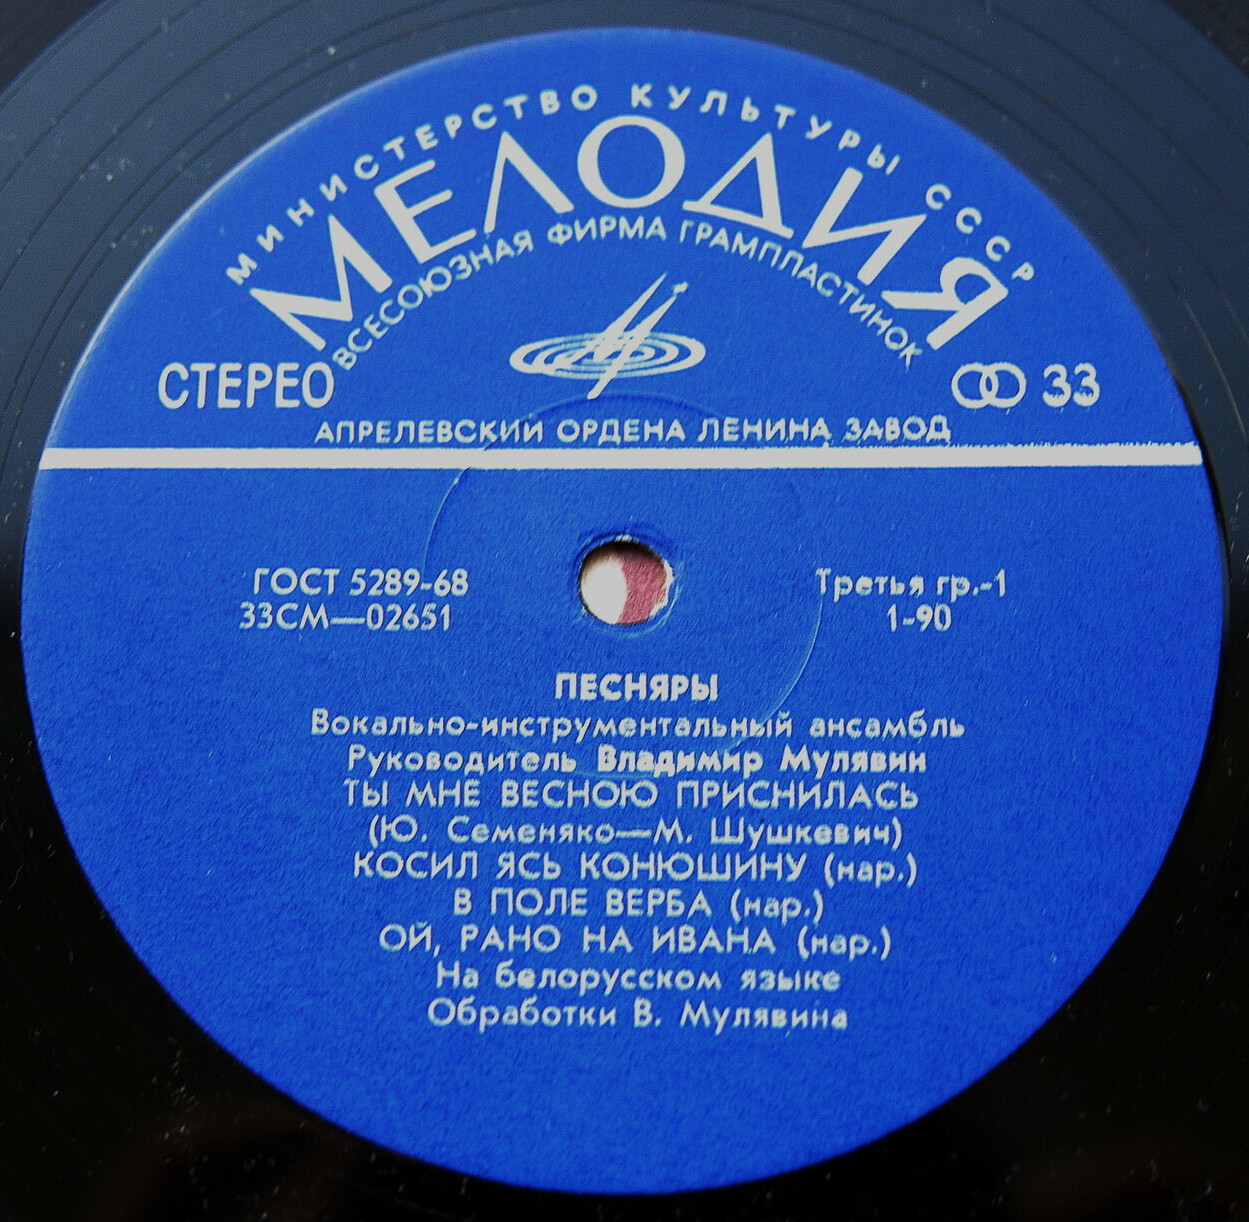 МИНИСТЕРСТВО КУЛЬТУРЫ СССР
МЕЛОДИЯ
ВСЕСОЮЗНАЯ ФИРМА ГРАМПЛАСТИНОК
СТЕРЕО 33
АПРЕЛЕВСКИЙ ОРДЕНА ЛЕНИНА ЗАВОД
ГОСТ 5289-68 Третья гр.-1
33СМ—02651 1-90
ПЕСНЯРЫ
Вокально-инструментальный ансамбль
Руководитель Владимир Мулявин
ТЫ МНЕ ВЕСНОЮ ПРИСНИЛАСЬ
(Ю. Семеняко—М. Шушкевич)
КОСИЛ ЯСЬ КОНЮШИНУ (нар.)
В ПОЛЕ ВЕРБА (нар.)
ОЙ, РАНО НА ИВАНА (нар.)
На белорусском языке
Обработки В. Мулявина